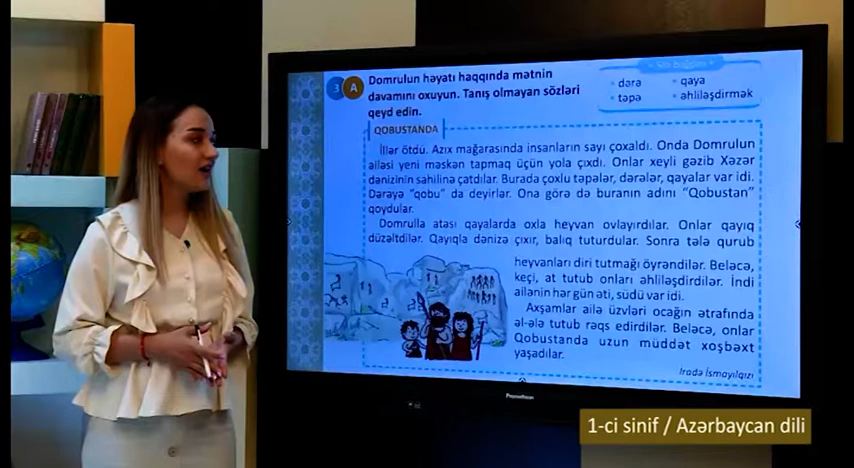 3 A
Domrulun həyatı haqqında mətnin
davamını oxuyun. Tanış olmayan sözləri
qeyd edin.
Söz boğçası
• dərə • qaya
• təpə • əhliləşdirmək
QOBUSTANDA
İllər ötdü. Azıx mağarasında insanların sayı çoxaldı. Onda Domrulun
ailəsi yeni məskən tapmaq üçün yola çıxdı. Onlar xeyli gəzib Xəzər
dənizinin sahilinə çatdılar. Burada çoxlu təpələr, dərələr, qayalar var idi.
Dərəyə "qobu" da deyirlər. Ona görə də buranın adını "Qobustan"
qoydular.
Domrulla atası qayalarda oxla heyvan ovlayırdılar. Onlar qayıq
düzəltdilər. Qayıqla dənizə çıxır, balıq tuturdular. Sonra tələ qurub
heyvanları diri tutmağı öyrəndilər. Beləcə,
keçi, at tutub onları əhliləşdirdilər. İndi
ailənin hər gün əti, südü var idi.
Axşamlar ailə üzvləri ocağın ətrafında
əl-ələ tutub rəqs edirdilər. Beləcə, onlar
Qobustanda uzun müddət xoşbəxt
yaşadılar.
İradə İsmayılqızı
Promethean
1-ci sinif / Azərbaycan dili